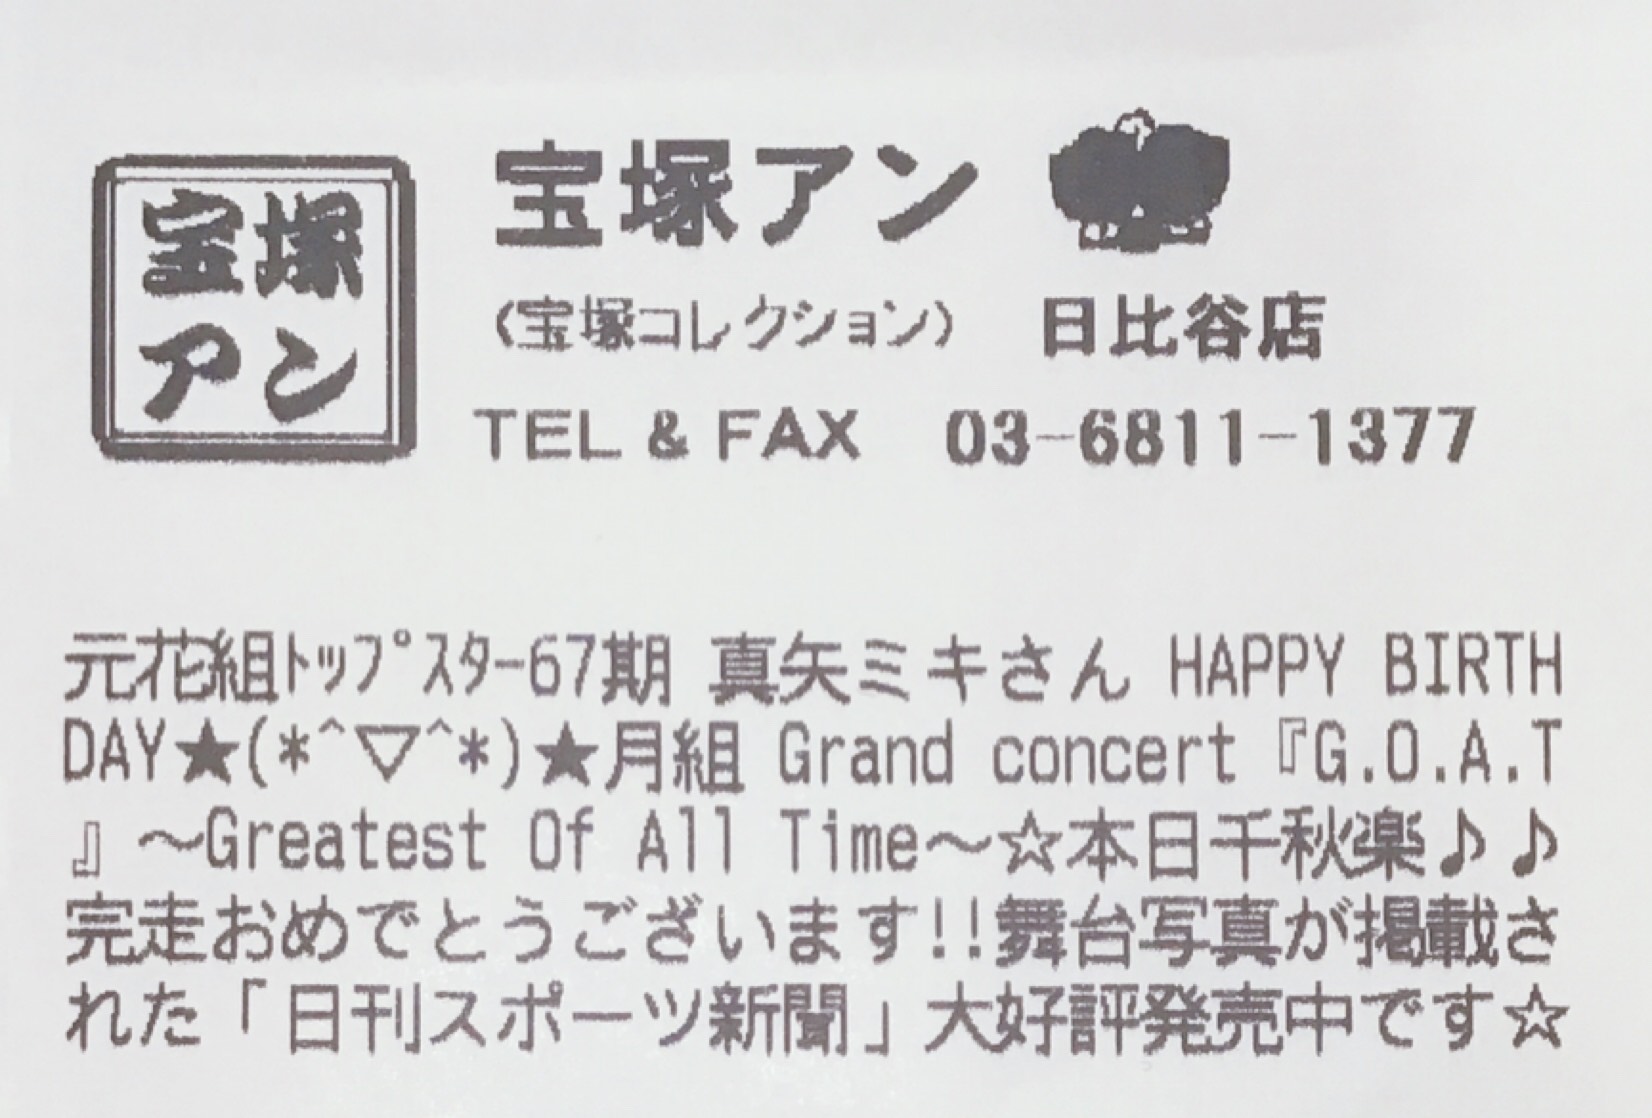 宝塚
アン
宝塚アン
(宝塚コレクション) 日比谷店
TEL & FAX 03-6811-1377
元花組ﾄｯﾌﾟｽﾀｰ67期 真矢ミキさん HAPPY BIRTH
DAY★(*^▽^*)★月組 Grand concert『G.O.A.T
』～Greatest Of All Time～☆本日千秋楽♪♪
完走おめでとうございます!!舞台写真が掲載さ
れた「日刊スポーツ新聞」大好評発売中です☆